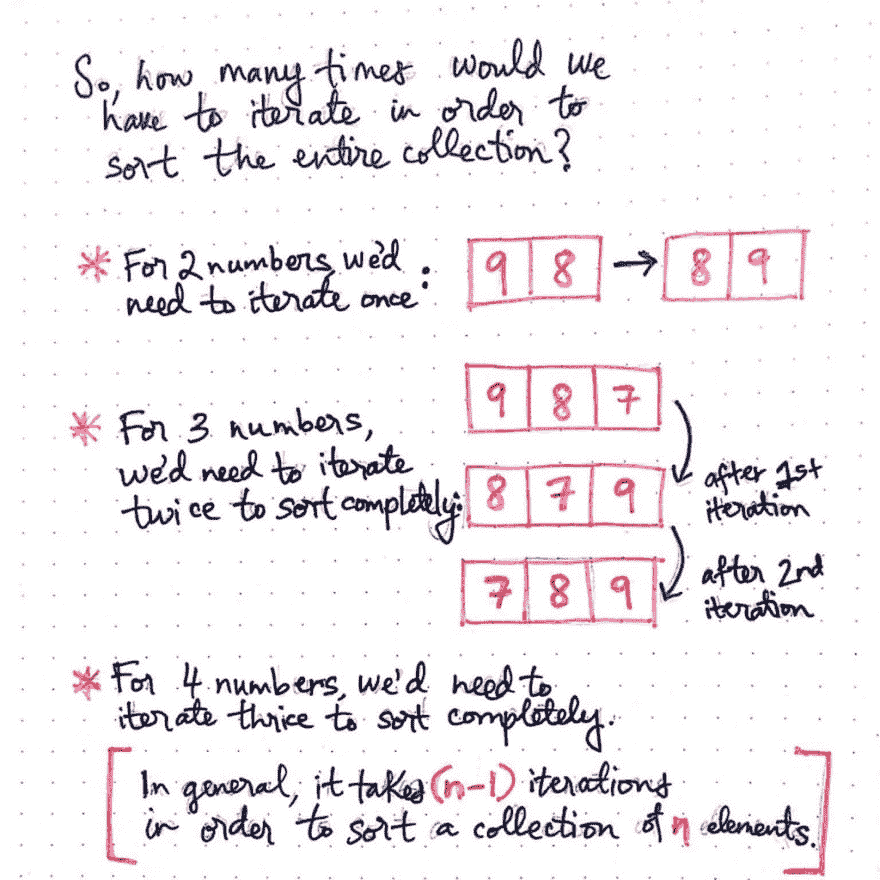 So, how many times would we
have to iterate in order to
sort the entire collection?
* For 2 numbers, we'd
need to iterate once:
9 8 → 8 9
* For 3 numbers,
we'd need to iterate
twice to sort completely:
9 8 7
8 7 9
after 1st
iteration
7 8 9
after 2nd
iteration
* For 4 numbers, we'd need to
iterate thrice to sort completely.
[In general, it takes (n-1) iterations
in order to sort a collection of n elements.]